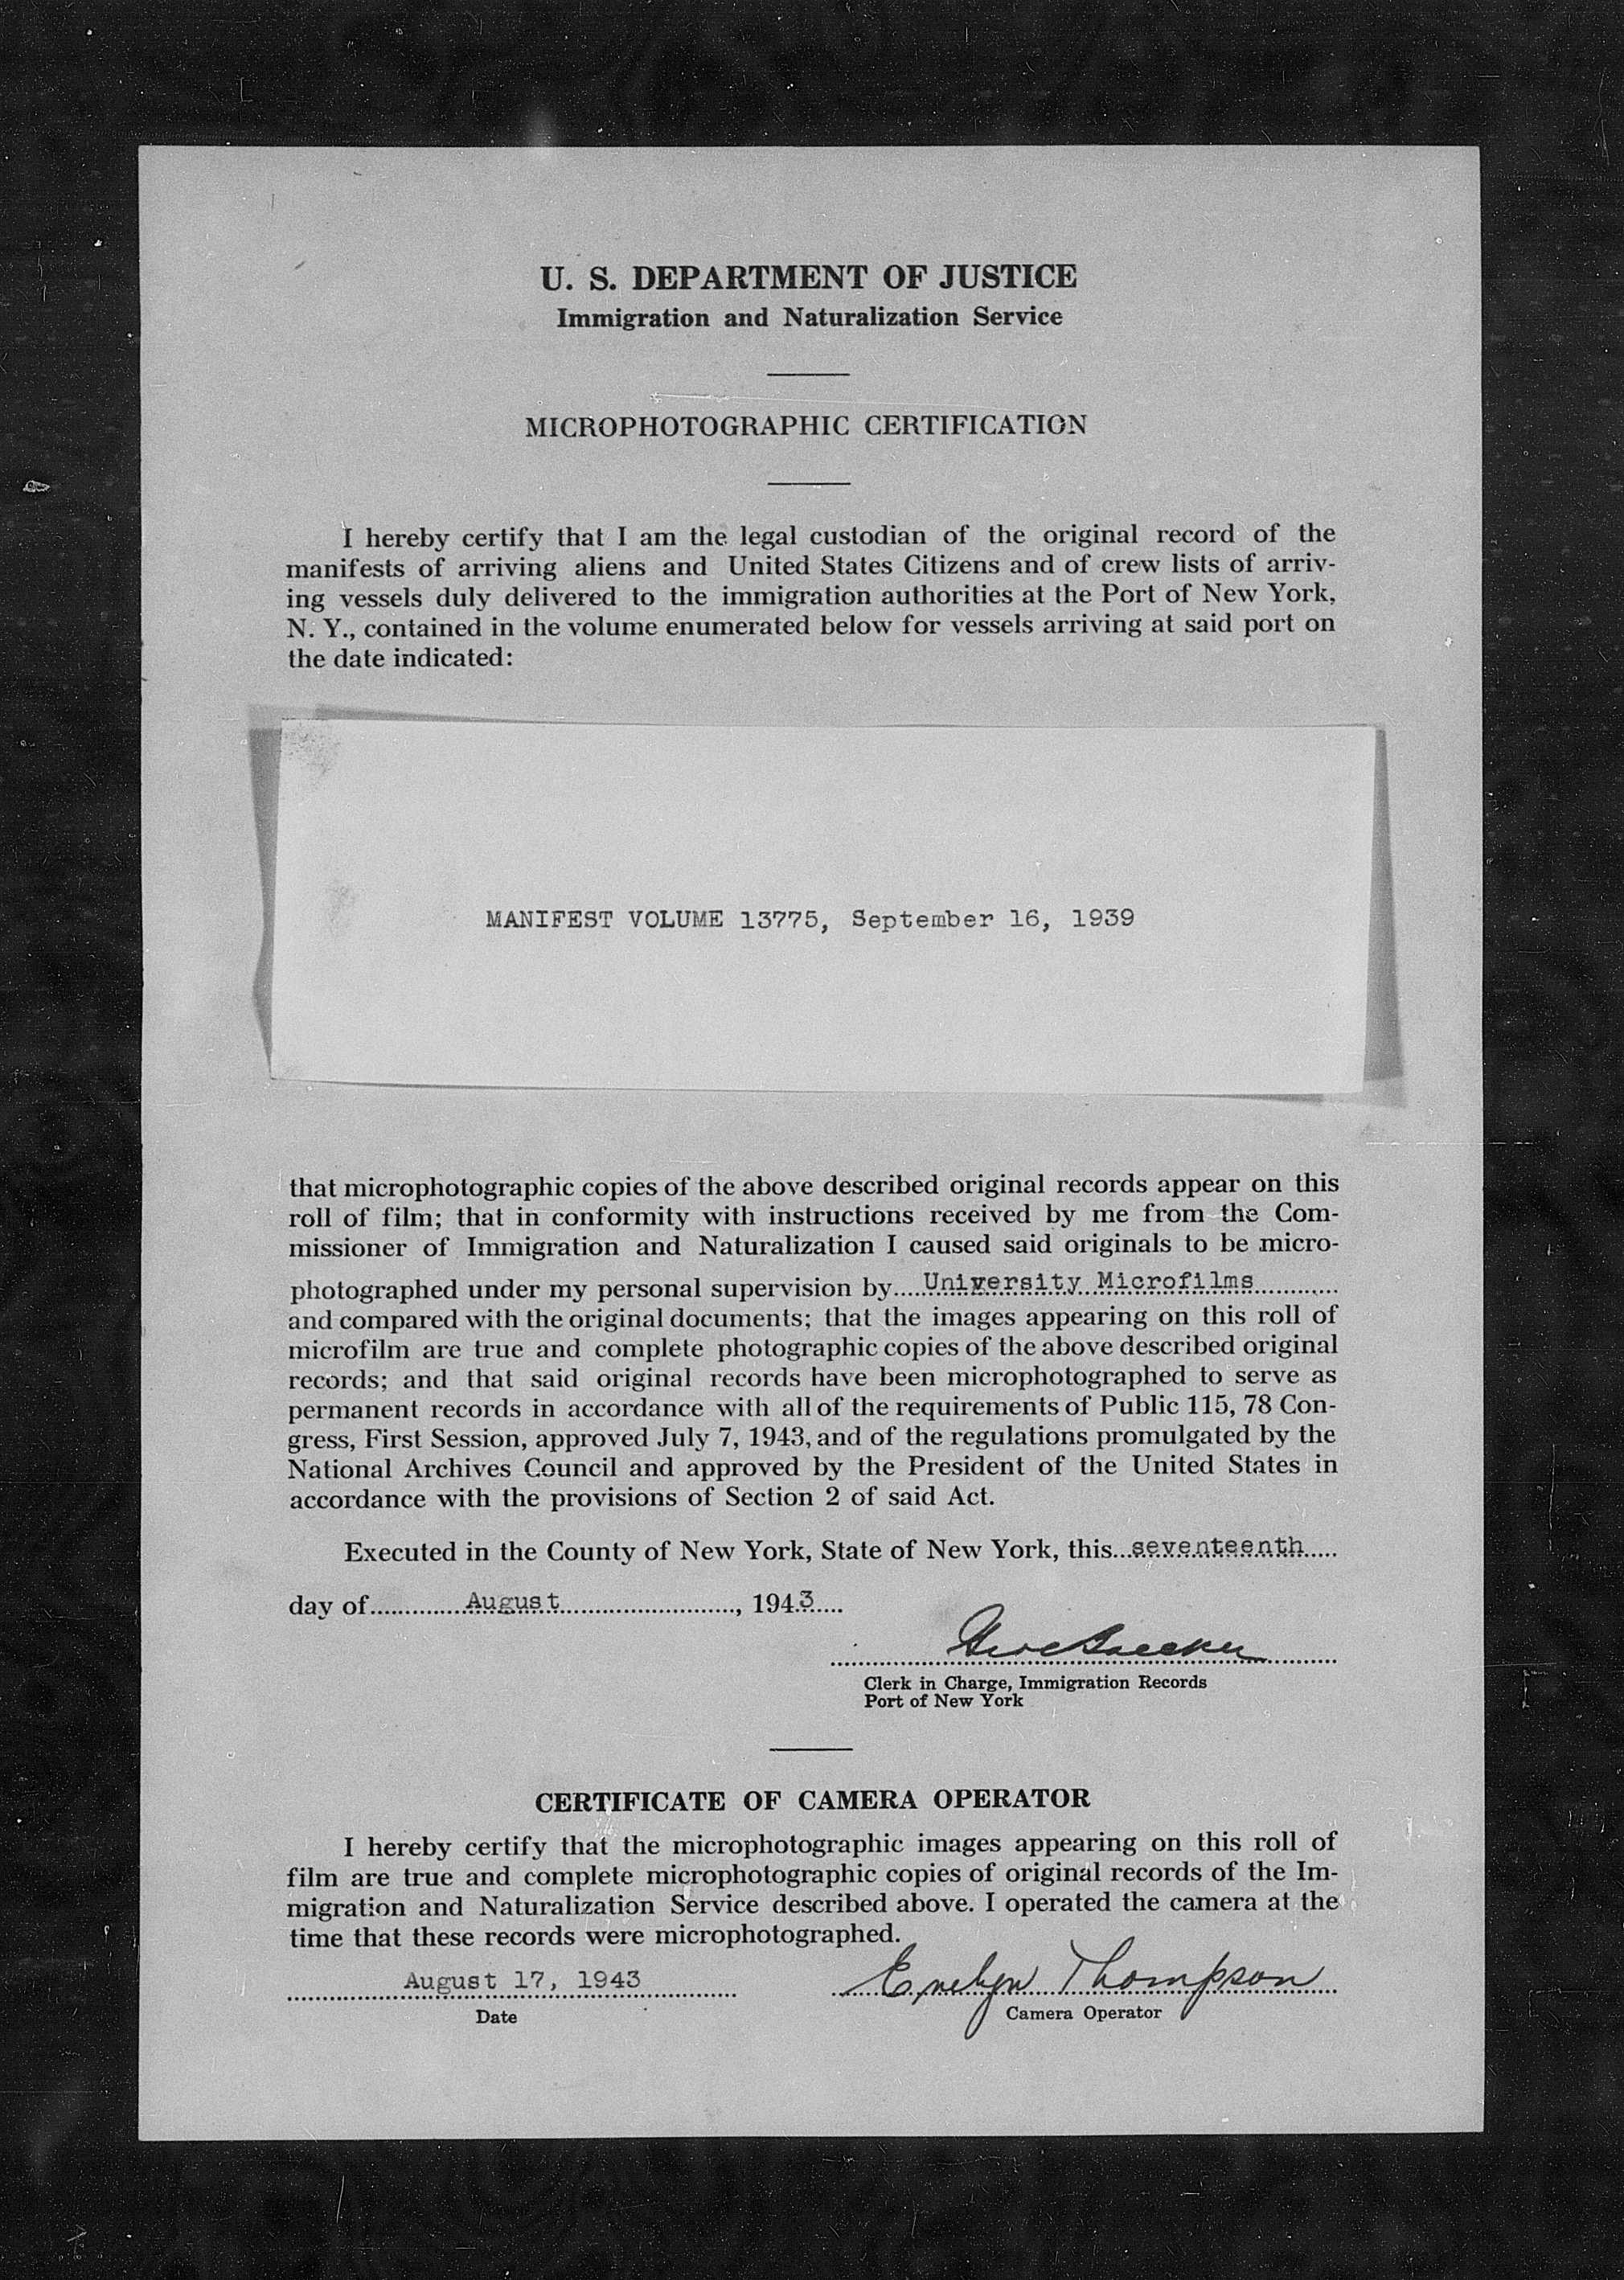 U. S. DEPARTMENT OF JUSTICE
Immigration and Naturalization Service
MICROPHOTOGRAPHIC CERTIFICATION
I hereby certify that I am the legal custodian of the original record of the
manifests of arriving aliens and United States Citizens and of crew lists of arriv-
ing vessels duly delivered to the immigration authorities at the Port of New York,
N. Y., contained in the volume enumerated below for vessels arriving at said port on
the date indicated:
MANIFEST VOLUME 13775, September 16, 1939
that microphotographic copies of the above described original records appear on this
roll of film; that in conformity with instructions received by me from the Com-
missioner of Immigration and Naturalization I caused said originals to be micro-
photographed under my personal supervision by University Microfilms
and compared with the original documents; that the images appearing on this roll of
microfilm are true and complete photographic copies of the above described original
records; and that said original records have been microphotographed to serve as
permanent records in accordance with all of the requirements of Public 115, 78 Con-
gress, First Session, approved July 7, 1943, and of the regulations promulgated by the
National Archives Council and approved by the President of the United States in
accordance with the provisions of Section 2 of said Act.
Executed in the County of New York, State of New York, this seventeenth
day of August, 1943
Clerk in Charge, Immigration Records
Port of New York
CERTIFICATE OF CAMERA OPERATOR
I hereby certify that the microphotographic images appearing on this roll of
film are true and complete microphotographic copies of original records of the Im-
migration and Naturalization Service described above. I operated the camera at the
time that these records were microphotographed.
August 17, 1943 Evelyn Thompson
Date Camera Operator